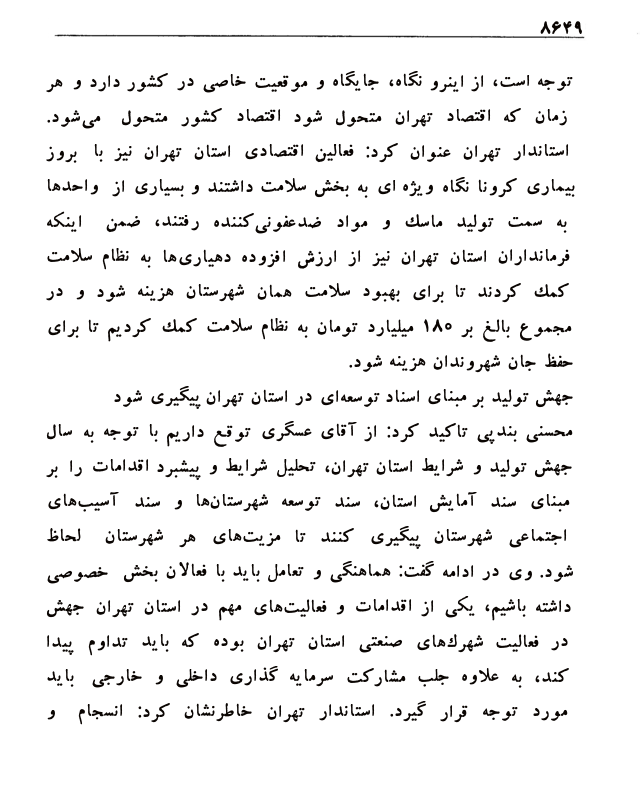 ۸۶۴۹
توجه است، از اینرو نگاه، جایگاه و موقعیت خاصی در کشور دارد و هر
زمان که اقتصاد تهران متحول شود اقتصاد کشور متحول می‌شود.
استاندار تهران عنوان کرد: فعالین اقتصادی استان تهران نیز با بروز
بیماری کرونا نگاه ویژه ای به بخش سلامت داشتند و بسیاری از واحدها
به سمت تولید ماسك و مواد ضدعفونی‌کننده رفتند، ضمن اینکه
فرمانداران استان تهران نیز از ارزش افزوده دهیاری‌ها به نظام سلامت
کمك کردند تا برای بهبود سلامت همان شهرستان هزینه شود و در
مجموع بالغ بر ۱۸۰ میلیارد تومان به نظام سلامت کمك کردیم تا برای
حفظ جان شهروندان هزینه شود.
جهش تولید بر مبنای اسناد توسعه‌ای در استان تهران پیگیری شود
محسنی بندپی تاکید کرد: از آقای عسگری توقع داریم با توجه به سال
جهش تولید و شرایط استان تهران، تحلیل شرایط و پیشبرد اقدامات را بر
مبنای سند آمایش استان، سند توسعه شهرستان‌ها و سند آسیب‌های
اجتماعی شهرستان پیگیری کنند تا مزیت‌های هر شهرستان لحاظ
شود. وی در ادامه گفت: هماهنگی و تعامل باید با فعالان بخش خصوصی
داشته باشیم، یکی از اقدامات و فعالیت‌های مهم در استان تهران جهش
در فعالیت شهرك‌های صنعتی استان تهران بوده که باید تداوم پیدا
کند، به علاوه جلب مشارکت سرمایه گذاری داخلی و خارجی باید
مورد توجه قرار گیرد. استاندار تهران خاطرنشان کرد: انسجام و